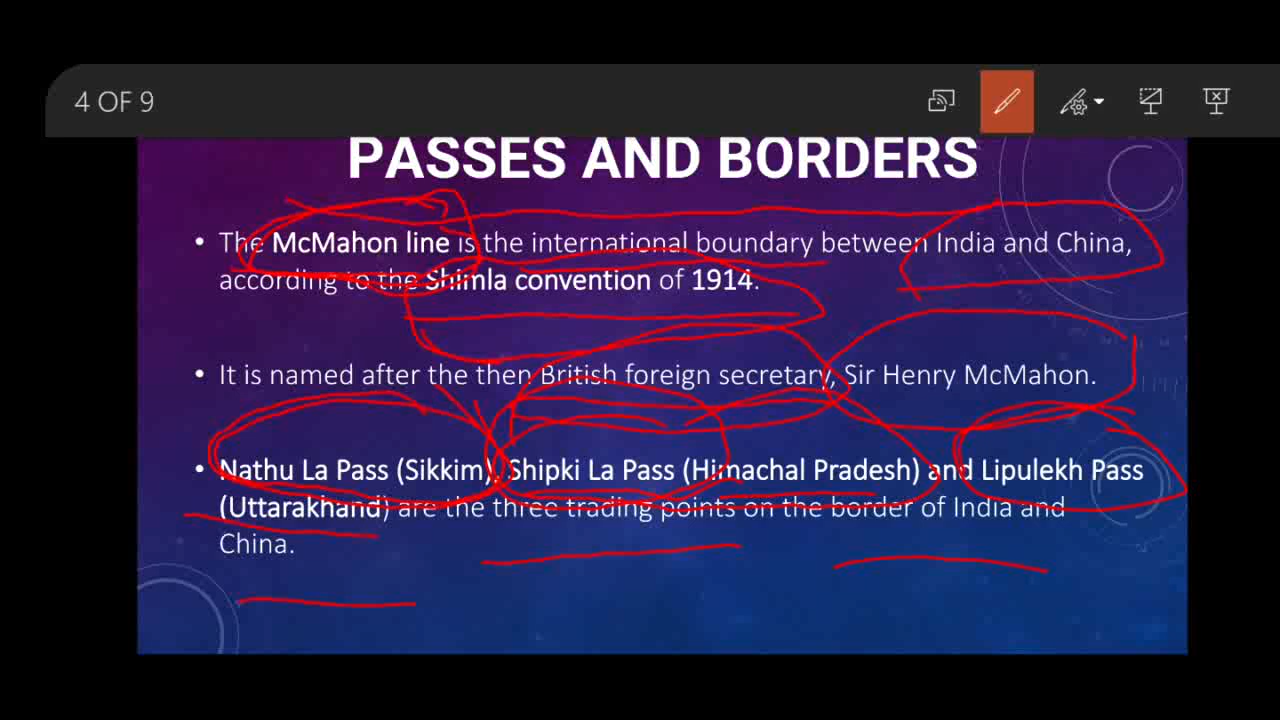 4 OF 9
PASSES AND BORDERS
• The McMahon line is the international boundary between India and China,
according to the Shimla convention of 1914.
• It is named after the then British foreign secretary, Sir Henry McMahon.
• Nathu La Pass (Sikkim), Shipki La Pass (Himachal Pradesh) and Lipulekh Pass
(Uttarakhand) are the three trading points on the border of India and
China.